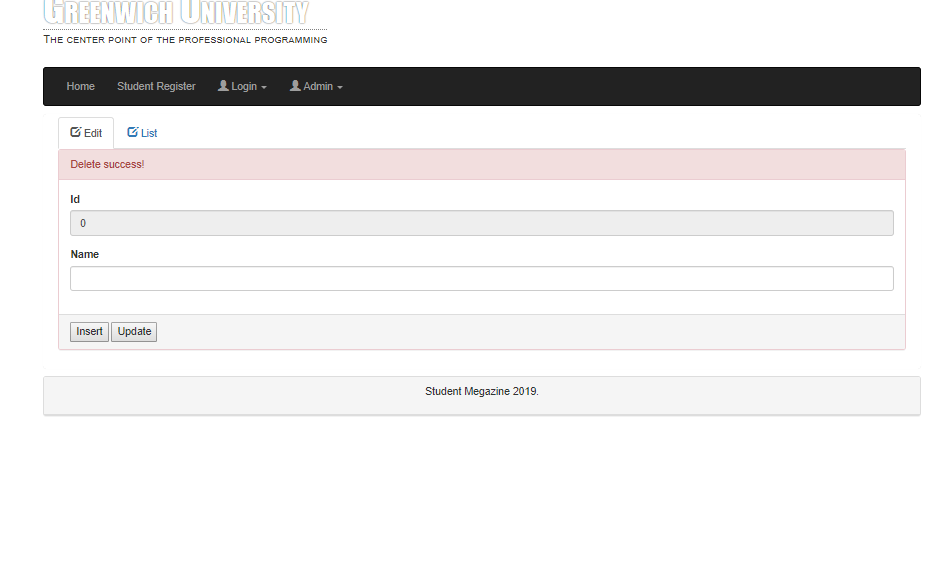 GREENWICH UNIVERSITY
THE CENTER POINT OF THE PROFESSIONAL PROGRAMMING
Home Student Register Login Admin
Edit List
Delete success!
Id
0
Name
Insert Update
Student Megazine 2019.